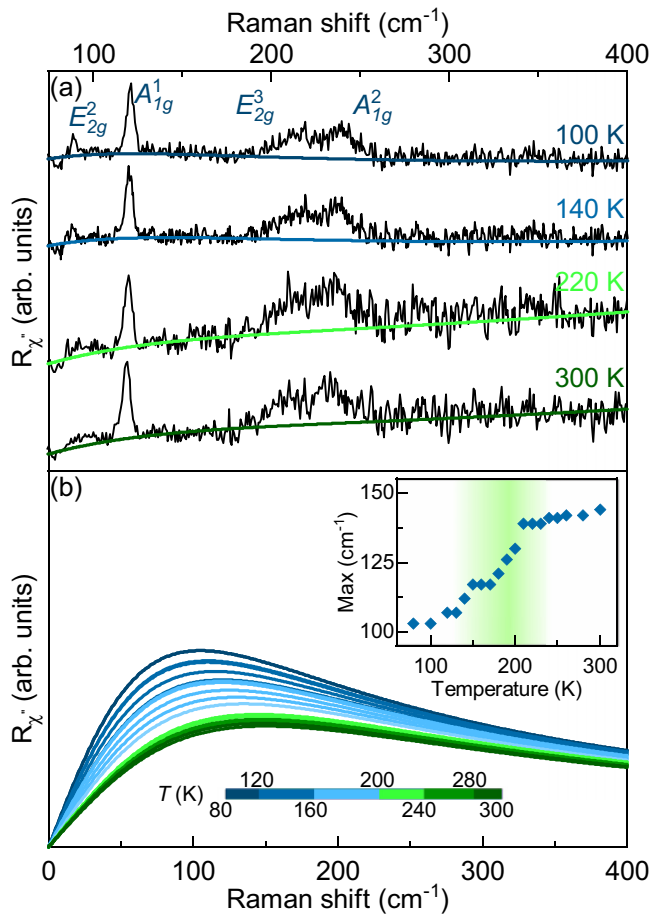 Raman shift (cm⁻¹)
100 200 300 400
(a)
E²₂g A¹₁g E³₂g A²₁g
100 K
140 K
220 K
300 K
Rχ" (arb. units)
(b)
150
125
100
Max (cm⁻¹)
100 200 300
Temperature (K)
Rχ" (arb. units)
120 200 280
T (K)
80 160 240 300
0 100 200 300 400
Raman shift (cm⁻¹)